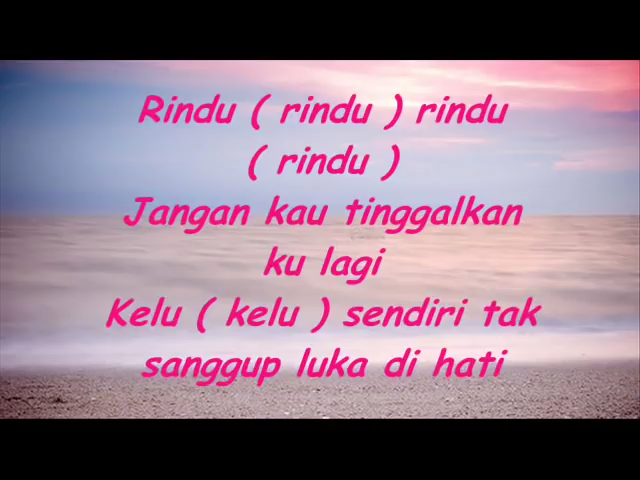 Rindu ( rindu ) rindu
( rindu )
Jangan kau tinggalkan
ku lagi
Kelu ( kelu ) sendiri tak
sanggup luka di hati